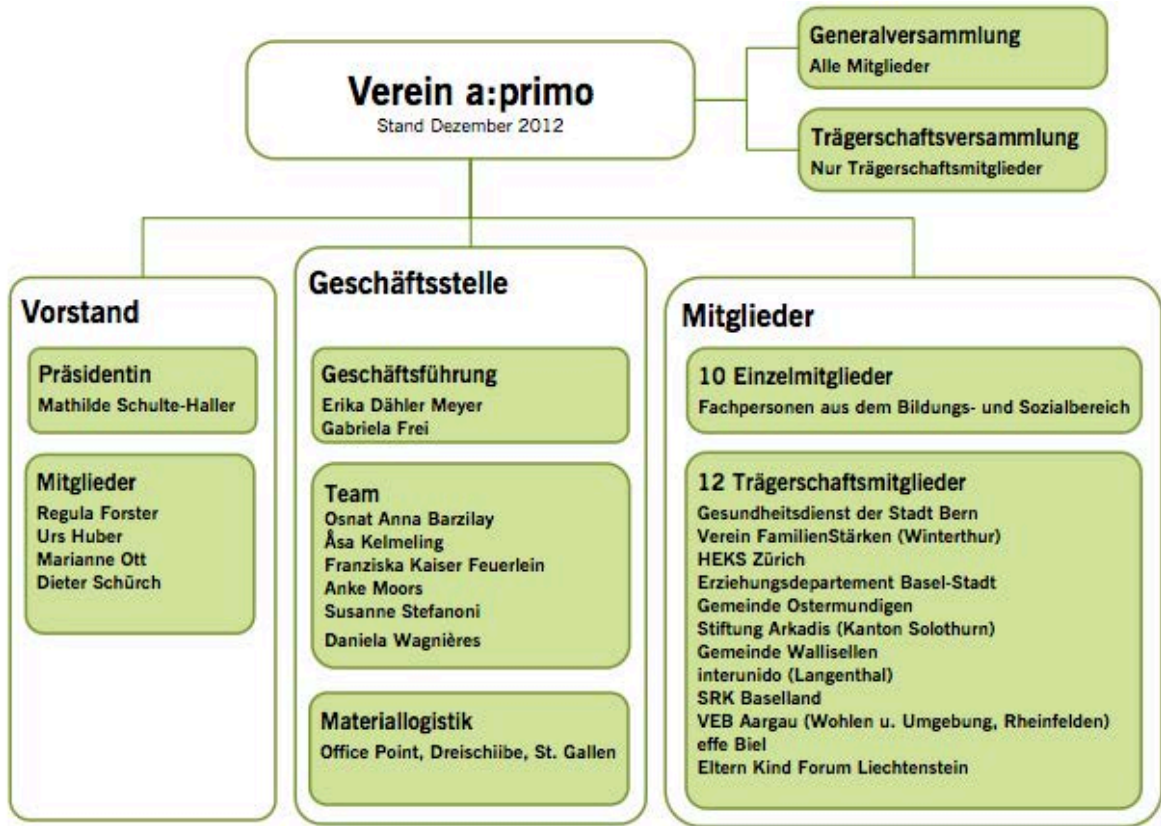 Verein a:primo
Stand Dezember 2012
Generalversammlung
Alle Mitglieder
Trägerschaftsversammlung
Nur Trägerschaftsmitglieder
Vorstand
Präsidentin
Mathilde Schulte-Haller
Mitglieder
Regula Forster
Urs Huber
Marianne Ott
Dieter Schürch
Geschäftsstelle
Geschäftsführung
Erika Dähler Meyer
Gabriela Frei
Team
Osnat Anna Barzilay
Åsa Kelmeling
Franziska Kaiser Feuerlein
Anke Moors
Susanne Stefanoni
Daniela Wagnières
Materiallogistik
Office Point, Dreischiibe, St. Gallen
Mitglieder
10 Einzelmitglieder
Fachpersonen aus dem Bildungs- und Sozialbereich
12 Trägerschaftsmitglieder
Gesundheitsdienst der Stadt Bern
Verein FamilienStärken (Winterthur)
HEKS Zürich
Erziehungsdepartement Basel-Stadt
Gemeinde Ostermundigen
Stiftung Arkadis (Kanton Solothurn)
Gemeinde Wallisellen
interunido (Langenthal)
SRK Baselland
VEB Aargau (Wohlen u. Umgebung, Rheinfelden)
effe Biel
Eltern Kind Forum Liechtenstein